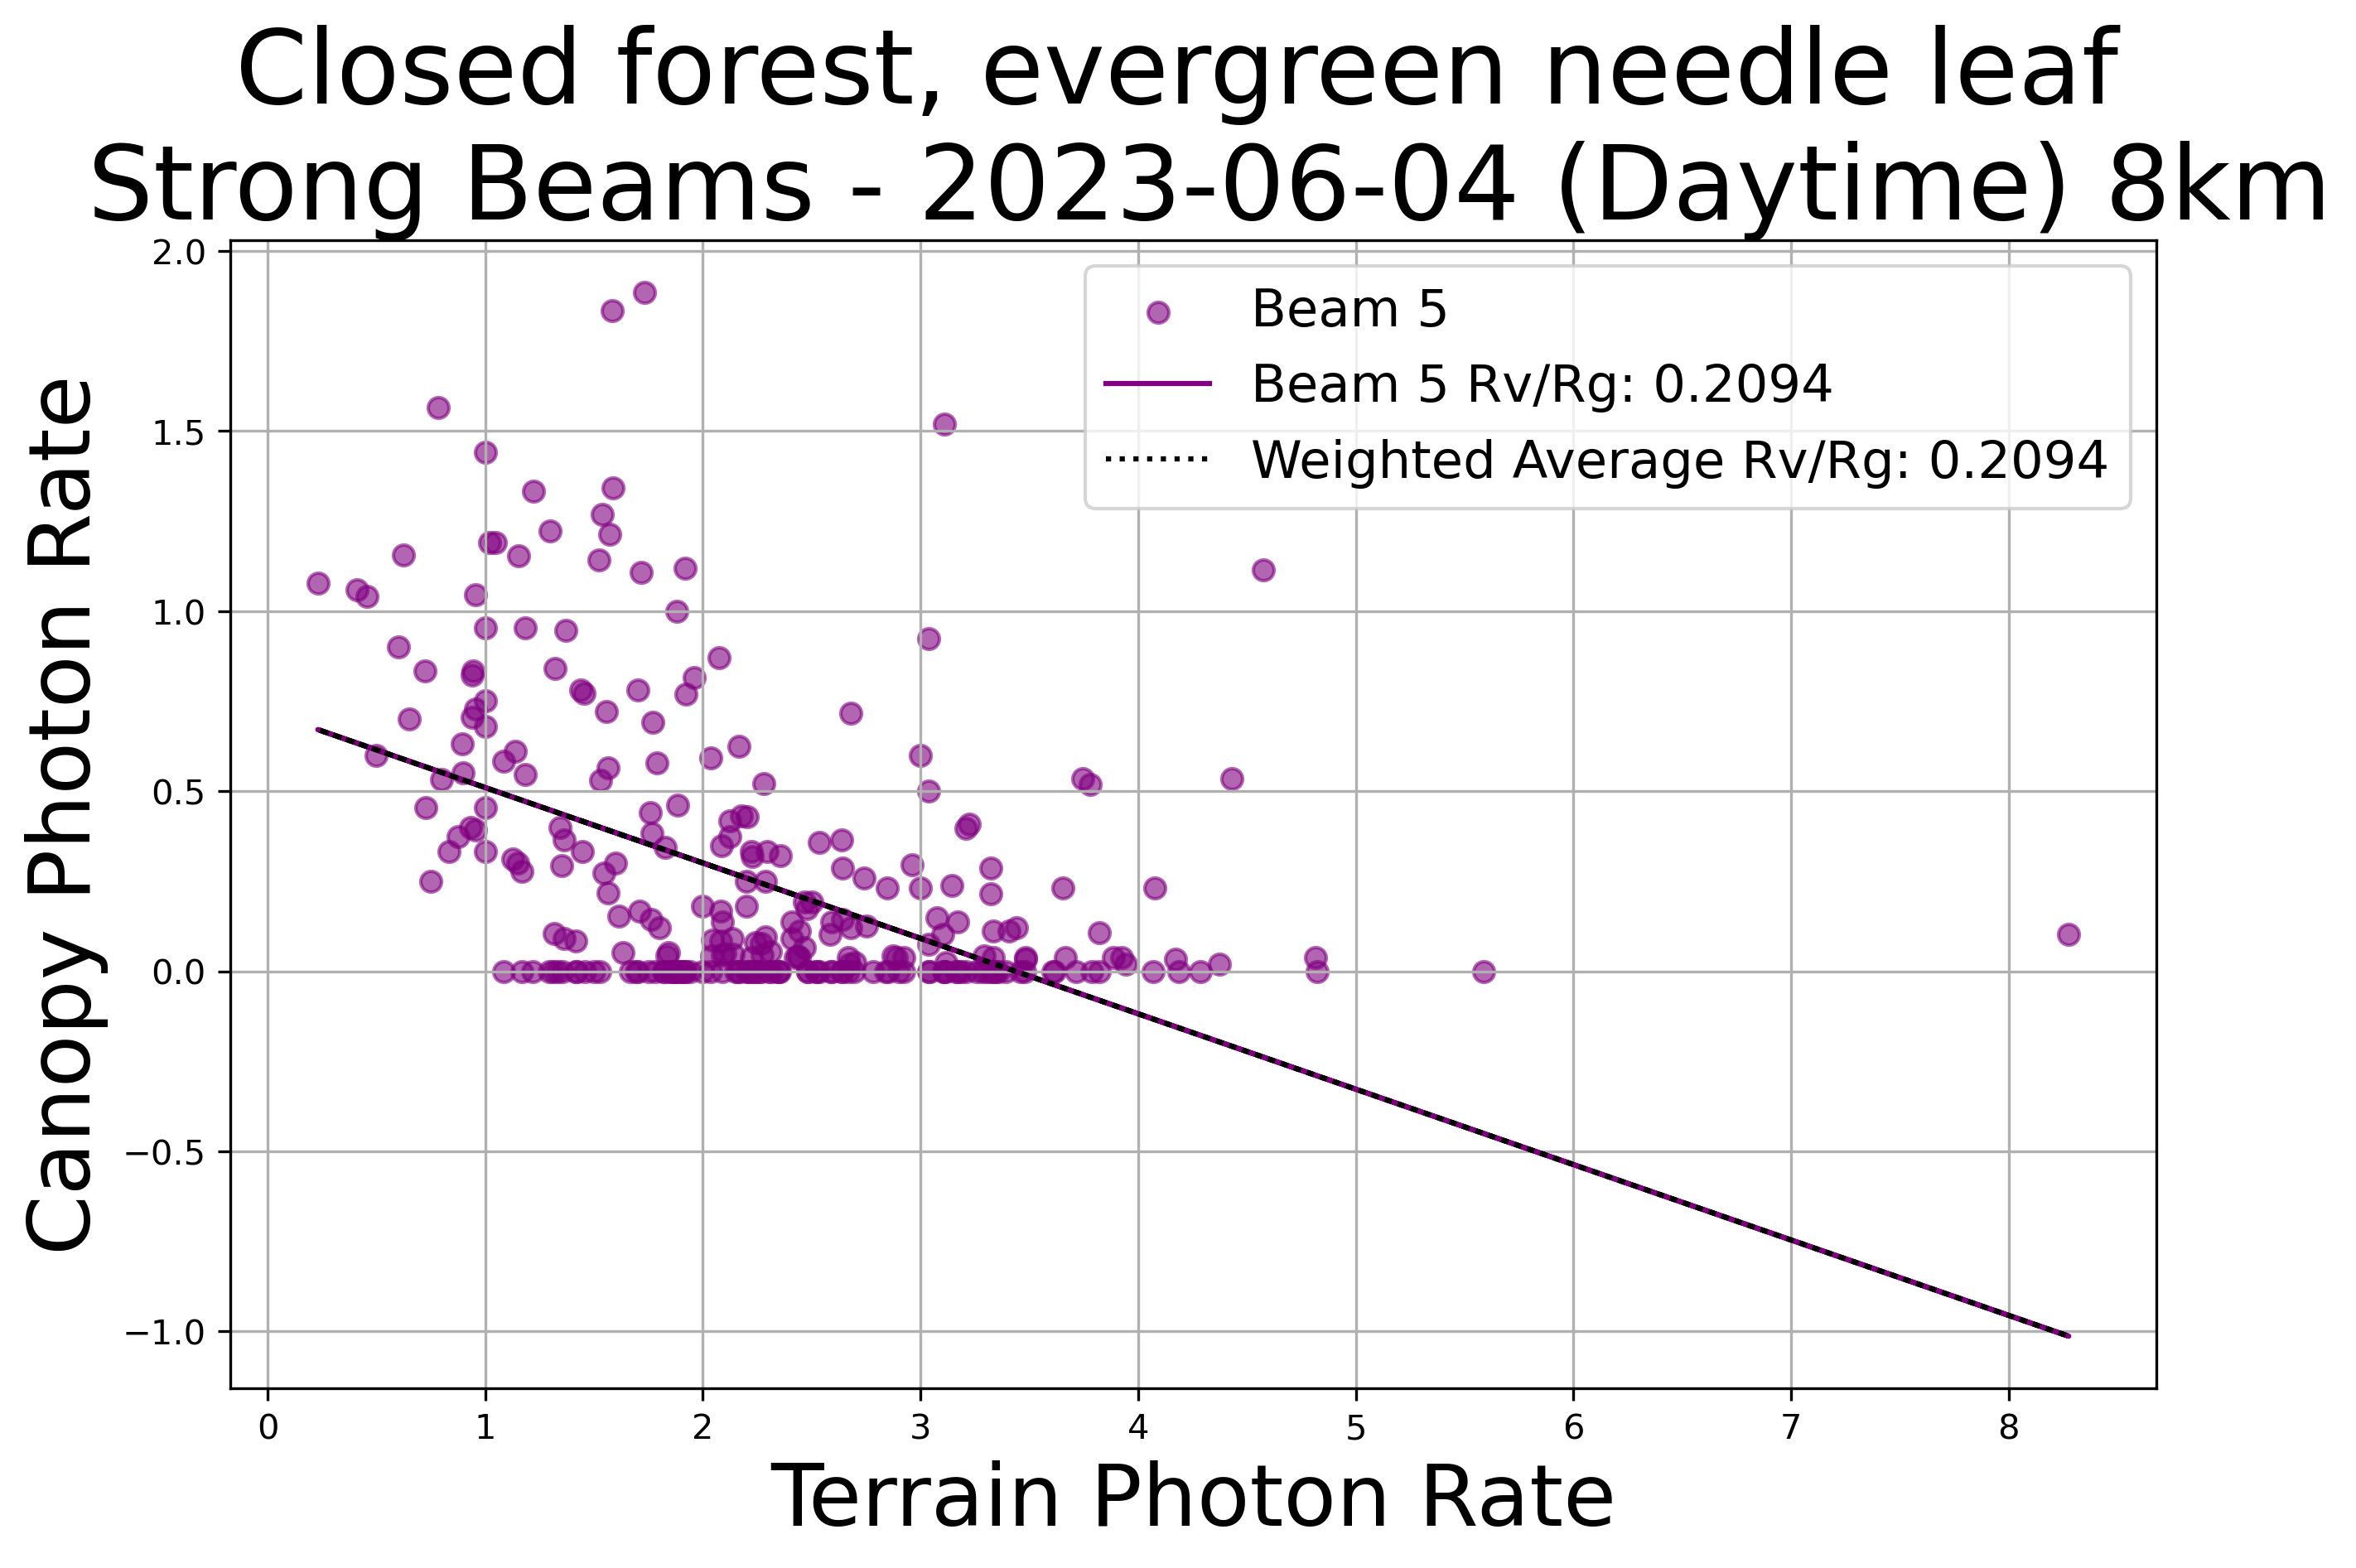 Closed forest, evergreen needle leaf
Strong Beams - 2023-06-04 (Daytime) 8km
Beam 5
Beam 5 Rv/Rg: 0.2094
Weighted Average Rv/Rg: 0.2094
Canopy Photon Rate
2.0
1.5
1.0
0.5
0.0
−0.5
−1.0
0 1 2 3 4 5 6 7 8
Terrain Photon Rate